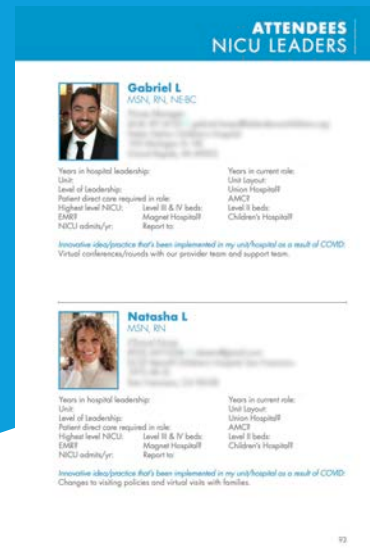 ATTENDEES
NICU LEADERS
Gabriel L
MSN, RN, NE-BC
Years in hospital leadership: Years in current role:
Unit: Unit Layout:
Level of Leadership: Union Hospital?
Patient direct care required in role: AMC?
Highest level NICU: Level III & IV beds: Level II beds:
EMR? Magnet Hospital? Children's Hospital?
NICU admits/yr: Report to:
Innovative idea/practice that's been implemented in my unit/hospital as a result of COVID:
Virtual conferences/rounds with our provider team and support team.
Natasha L
MSN, RN
Years in hospital leadership: Years in current role:
Unit: Unit Layout:
Level of Leadership: Union Hospital?
Patient direct care required in role: AMC?
Highest level NICU: Level III & IV beds: Level II beds:
EMR? Magnet Hospital? Children's Hospital?
NICU admits/yr: Report to:
Innovative idea/practice that's been implemented in my unit/hospital as a result of COVID:
Changes to visiting policies and virtual visits with families.
93